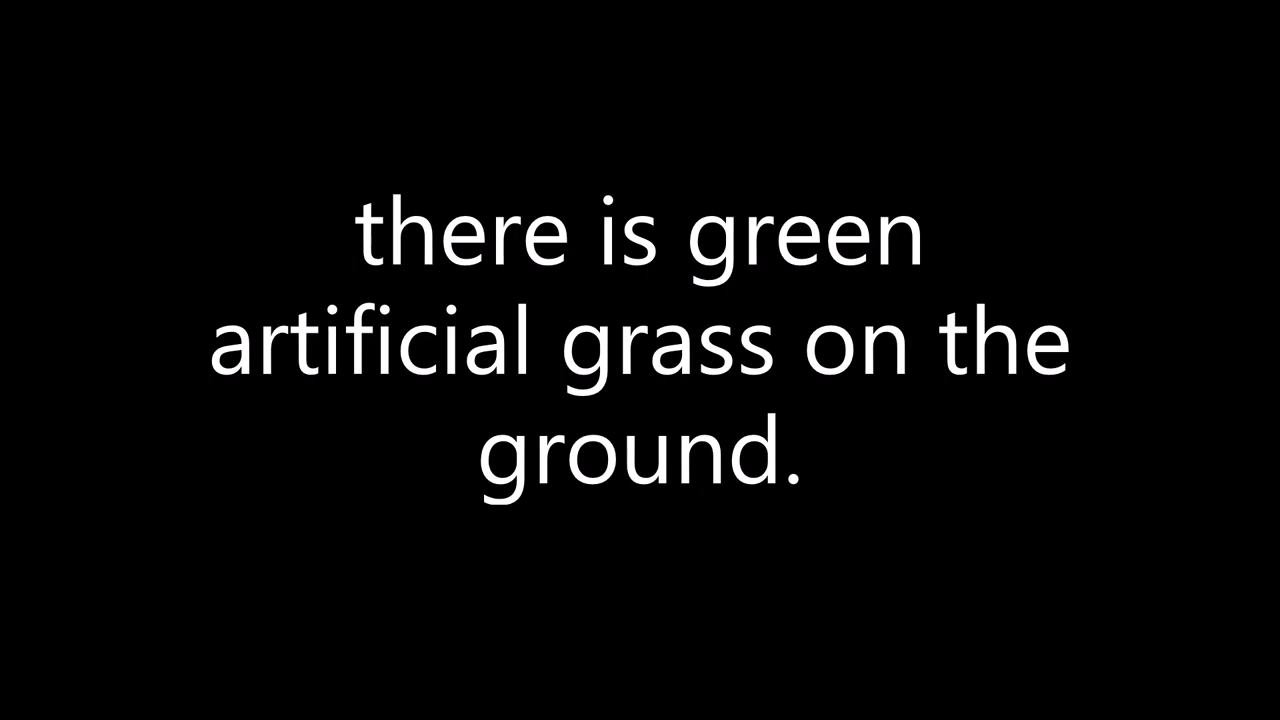 there is green
artificial grass on the
ground.